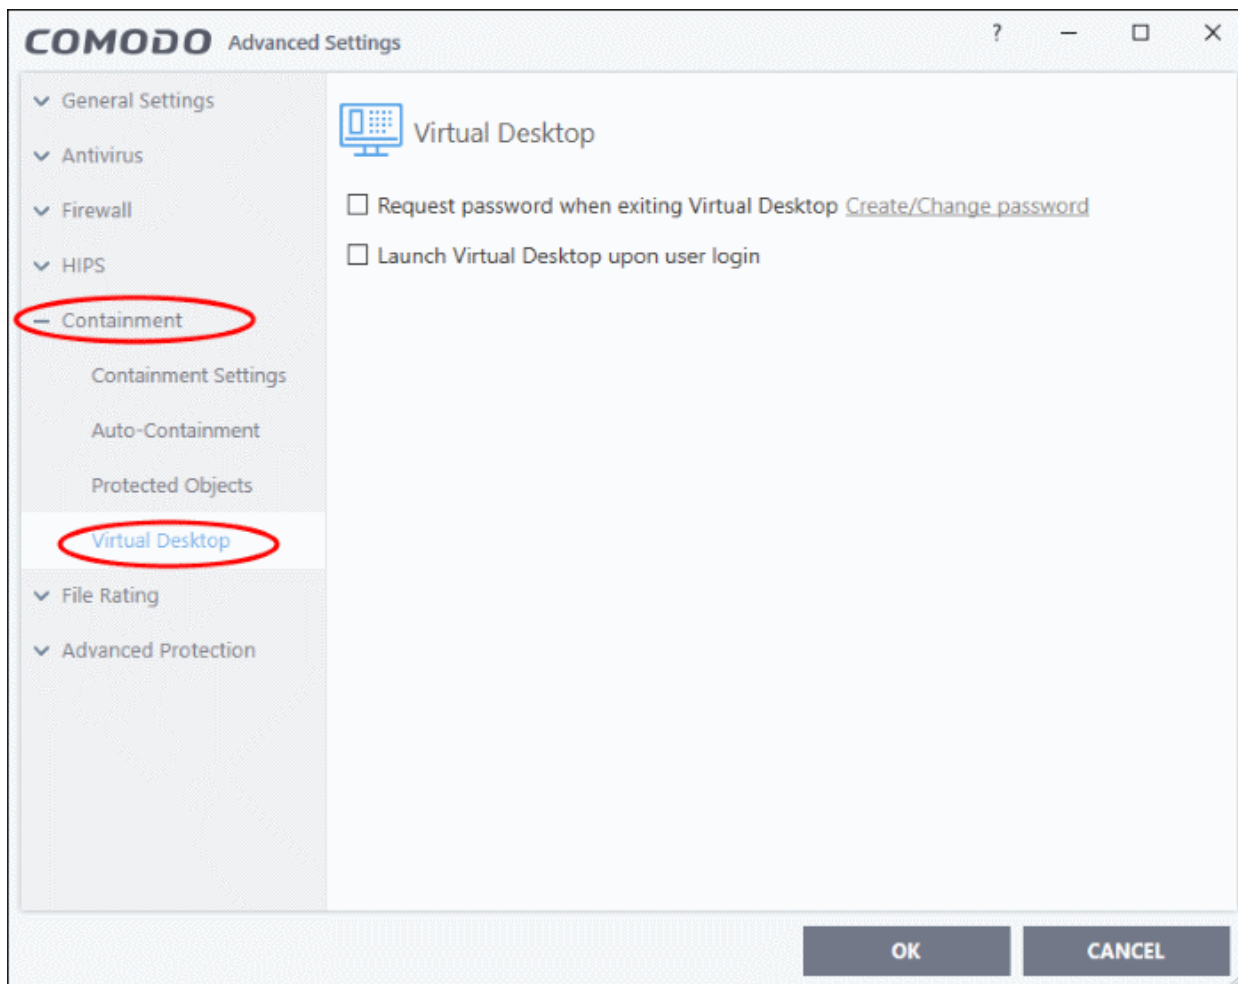 COMODO Advanced Settings ?
General Settings
Antivirus
Firewall
HIPS
Containment
Containment Settings
Auto-Containment
Protected Objects
Virtual Desktop
File Rating
Advanced Protection
Virtual Desktop
Request password when exiting Virtual Desktop Create/Change password
Launch Virtual Desktop upon user login
OK CANCEL